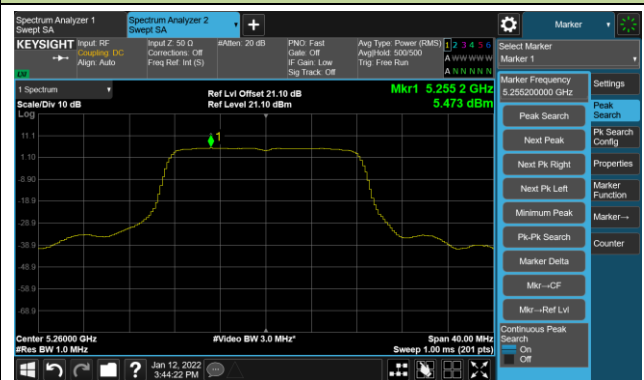 Spectrum Analyzer 1
Swept SA
Spectrum Analyzer 2
Swept SA
Marker
KEYSIGHT
Input: RF
Coupling: DC
Align: Auto
Input Z: 50 Ω
Corrections: Off
Freq Ref: Int (S)
#Atten: 20 dB
PNO: Fast
Gate: Off
IF Gain: Low
Sig Track: Off
Avg Type: Power (RMS)
Avg|Hold: 500/500
Trig: Free Run
1 2 3 4 5 6
A W W W W W
A N N N N N
Select Marker
Marker 1
1 Spectrum
Scale/Div 10 dB
Log
Ref Lvl Offset 21.10 dB
Ref Level 21.10 dBm
Mkr1 5.255 2 GHz
5.473 dBm
11.1
1.10
-8.90
-18.9
-28.9
-38.9
-48.9
-58.9
-68.9
1
Center 5.26000 GHz
#Res BW 1.0 MHz
#Video BW 3.0 MHz*
Span 40.00 MHz
Sweep 1.00 ms (201 pts)
Marker Frequency
5.255200000 GHz
Peak Search
Next Peak
Next Pk Right
Next Pk Left
Minimum Peak
Pk-Pk Search
Marker Delta
Mkr→CF
Mkr→Ref Lvl
Continuous Peak
Search
On
Off
Settings
Peak
Search
Pk Search
Config
Properties
Marker
Function
Marker→
Counter
Jan 12, 2022
3:44:22 PM